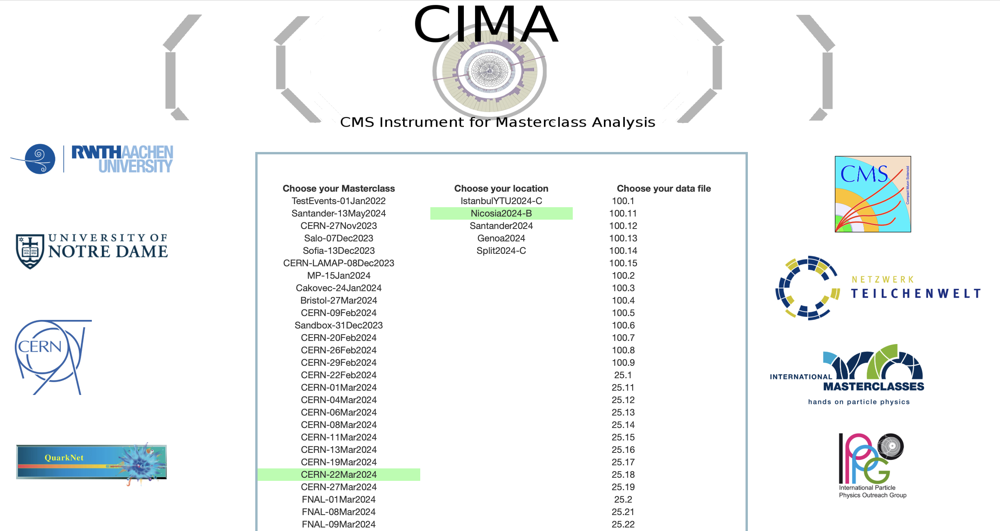 CIMA
CMS Instrument for Masterclass Analysis
RWTHAACHEN
UNIVERSITY
UNIVERSITY OF
NOTRE DAME
CERN
QuarkNet
Choose your Masterclass
TestEvents-01Jan2022
Santander-13May2024
CERN-27Nov2023
Salo-07Dec2023
Sofia-13Dec2023
CERN-LAMAP-08Dec2023
MP-15Jan2024
Cakovec-24Jan2024
Bristol-27Mar2024
CERN-09Feb2024
Sandbox-31Dec2023
CERN-20Feb2024
CERN-26Feb2024
CERN-29Feb2024
CERN-22Feb2024
CERN-01Mar2024
CERN-04Mar2024
CERN-06Mar2024
CERN-08Mar2024
CERN-11Mar2024
CERN-13Mar2024
CERN-19Mar2024
CERN-22Mar2024
CERN-27Mar2024
FNAL-01Mar2024
FNAL-08Mar2024
FNAL-09Mar2024
Choose your location
IstanbulYTU2024-C
Nicosia2024-B
Santander2024
Genoa2024
Split2024-C
Choose your data file
100.1
100.11
100.12
100.13
100.14
100.15
100.2
100.3
100.4
100.5
100.6
100.7
100.8
100.9
25.1
25.11
25.12
25.13
25.14
25.15
25.16
25.17
25.18
25.19
25.2
25.21
25.22
CMS
Compact Muon Solenoid
NETZWERK
TEILCHENWELT
INTERNATIONAL
MASTERCLASSES
hands on particle physics
IPPOG
International Particle
Physics Outreach Group